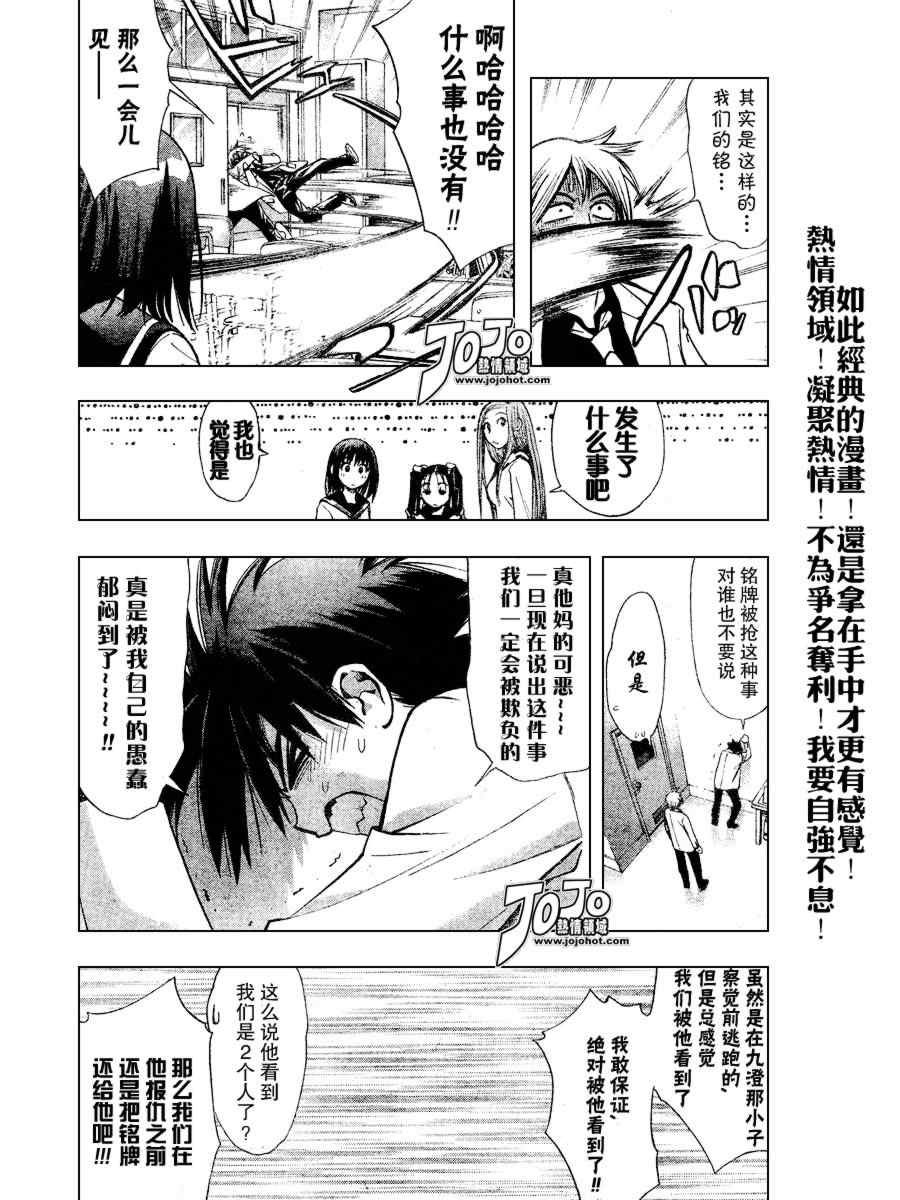 其实是这样的…
我们的铭…
啊哈哈哈哈
什么事也没有!!
那么一会儿
见——
JOJO
熱情領域
www.jojohot.com
发生了
什么事吧
我也
觉得是
铭牌被抢这种事
对谁也不要说
但是
真他妈的可恶~~~
一旦现在说出这件事
我们一定会被欺负的
真是被我自己的愚蠢
郁闷到了~~~~~!!
JOJO
熱情領域
www.jojohot.com
虽然是在九澄那小子
察觉前逃跑的、
但是总感觉
我们被他看到了
我敢保证、
绝对被他看到了!!
这么说他看到
我们是2个人了?
那么我们在
他报仇之前
还是把铭牌
还给他吧!!!
如此經典的漫畫!還是拿在手中才更有感覺!
熱情領域!凝聚熱情!不為爭名奪利!我要自強不息!